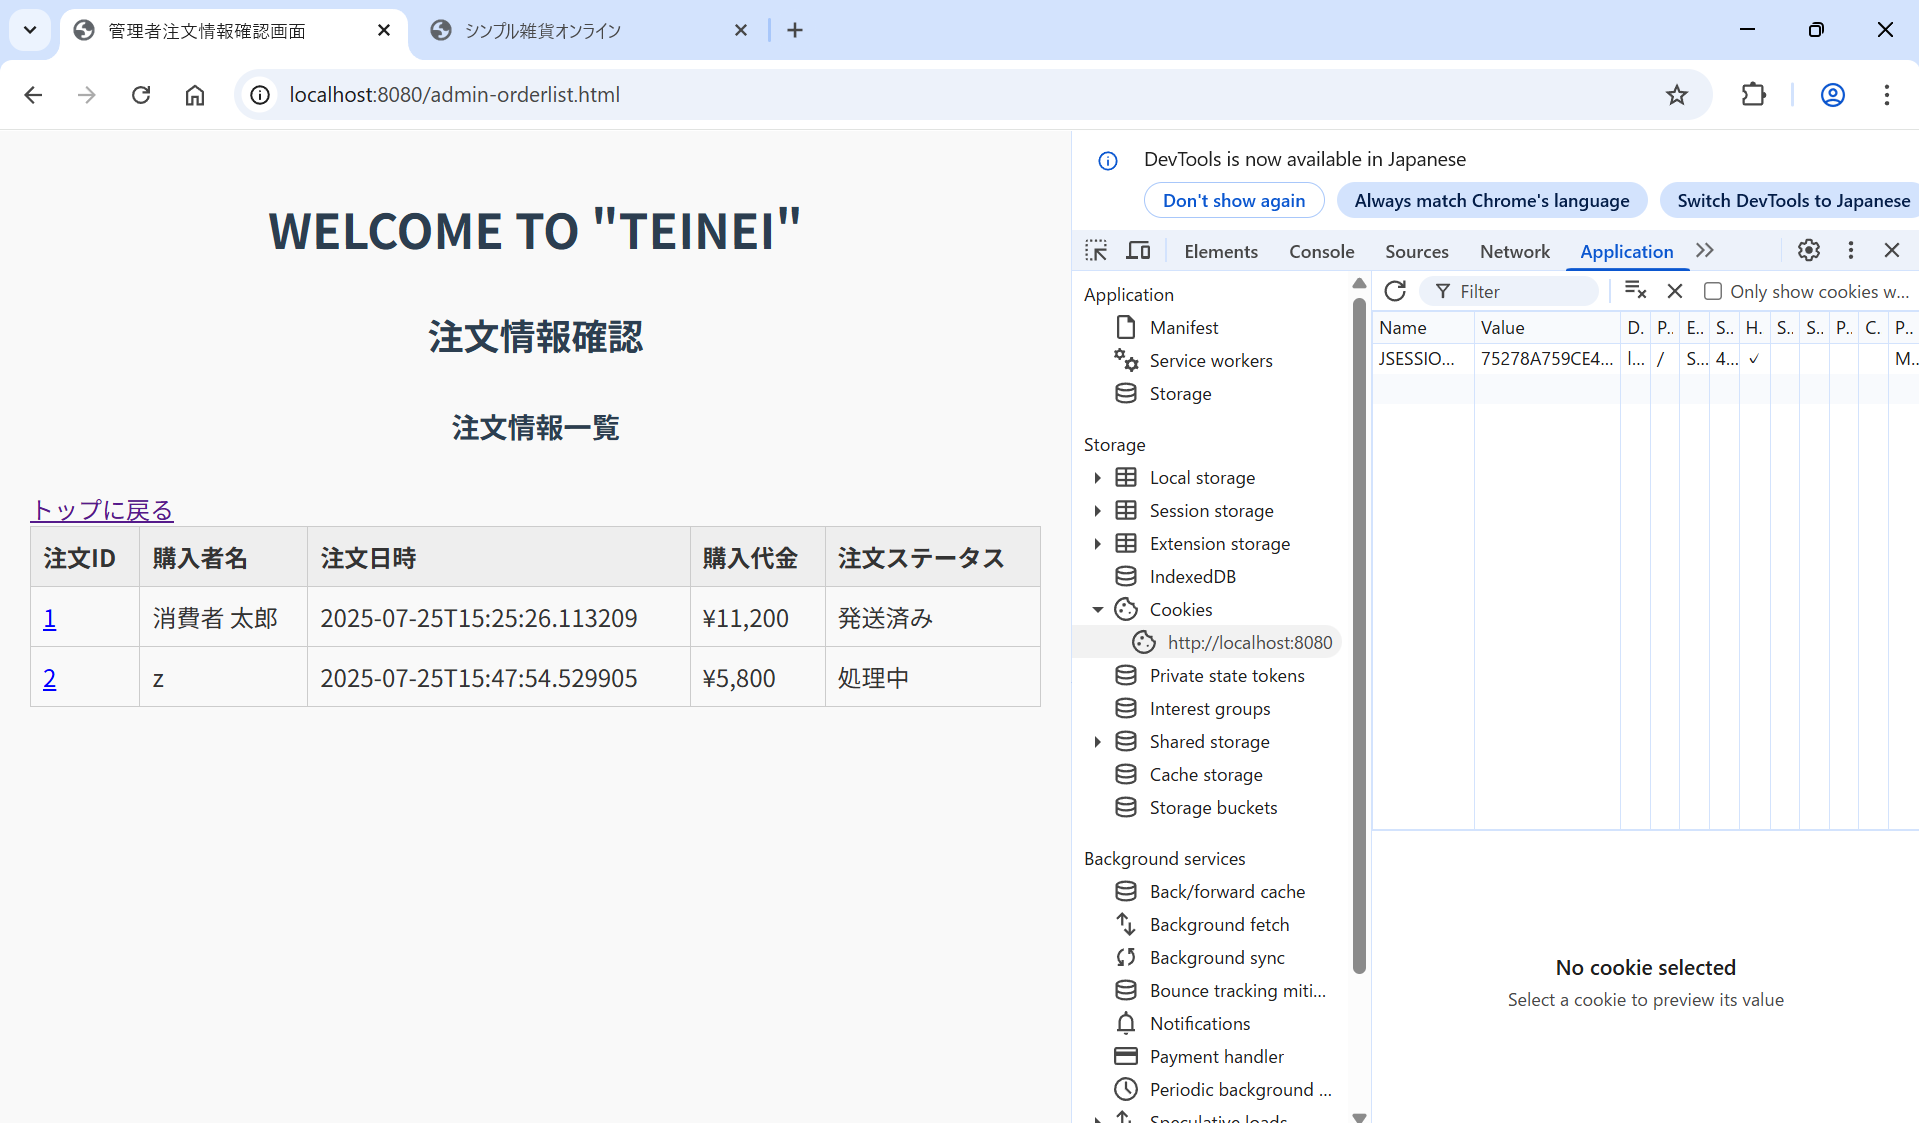 管理者注文情報確認画面
シンプル雑貨オンライン
localhost:8080/admin-orderlist.html
WELCOME TO "TEINEI"
注文情報確認
注文情報一覧
トップに戻る
注文ID 購入者名 注文日時 購入代金 注文ステータス
1 消費者 太郎 2025-07-25T15:25:26.113209 ¥11,200 発送済み
2 z 2025-07-25T15:47:54.529905 ¥5,800 処理中
DevTools is now available in Japanese
Don't show again Always match Chrome's language Switch DevTools to Japanese
Elements Console Sources Network Application
Application
Manifest
Service workers
Storage
Storage
Local storage
Session storage
Extension storage
IndexedDB
Cookies
http://localhost:8080
Private state tokens
Interest groups
Shared storage
Cache storage
Storage buckets
Background services
Back/forward cache
Background fetch
Background sync
Bounce tracking miti...
Notifications
Payment handler
Periodic background ...
Speculative loads
Filter Only show cookies w...
Name Value D. P.. E.. S.. H. S.. S.. P.. C. P..
JSESSIO... 75278A759CE4... l... / S... 4... ✓ M...
No cookie selected
Select a cookie to preview its value